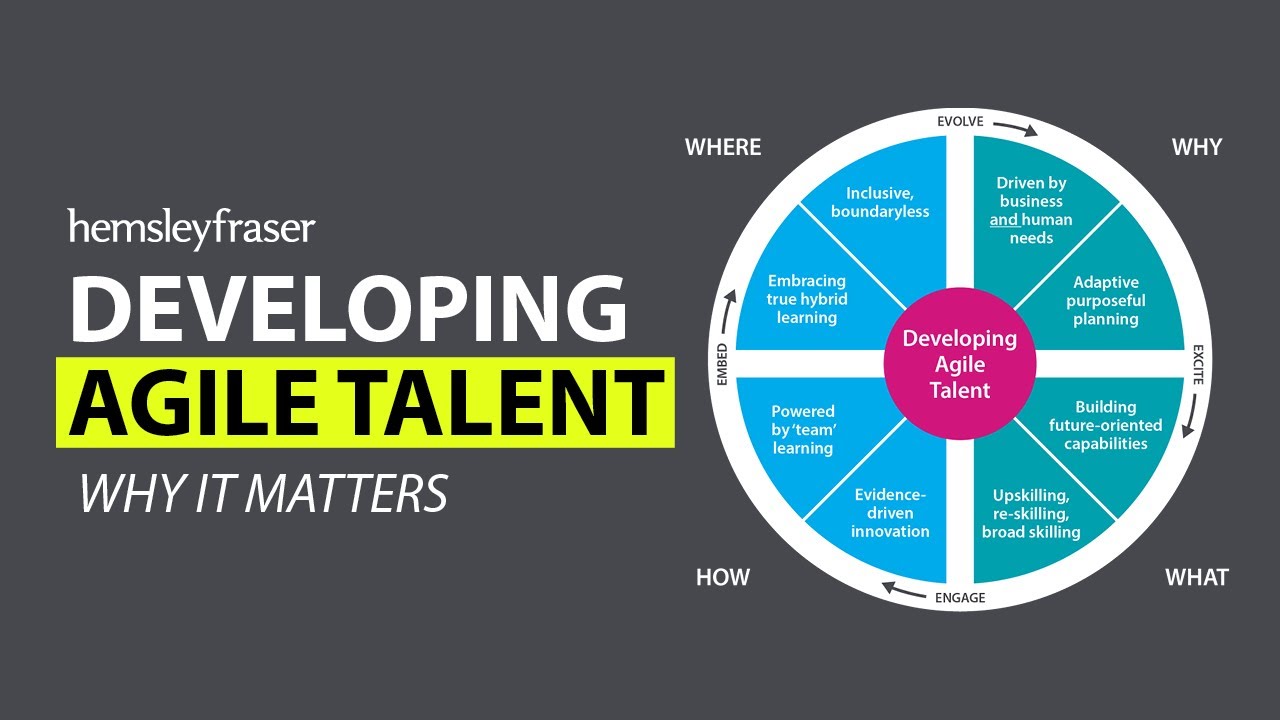 hemsleyfraser
DEVELOPING
AGILE TALENT
WHY IT MATTERS
WHERE
EVOLVE
WHY
Inclusive,
boundaryless
Driven by
business
and human
needs
Embracing
true hybrid
learning
Adaptive
purposeful
planning
EMBED
Developing
Agile
Talent
EXCITE
Powered
by ‘team’
learning
Building
future-oriented
capabilities
Evidence-
driven
innovation
Upskilling,
re-skilling,
broad skilling
HOW
ENGAGE
WHAT